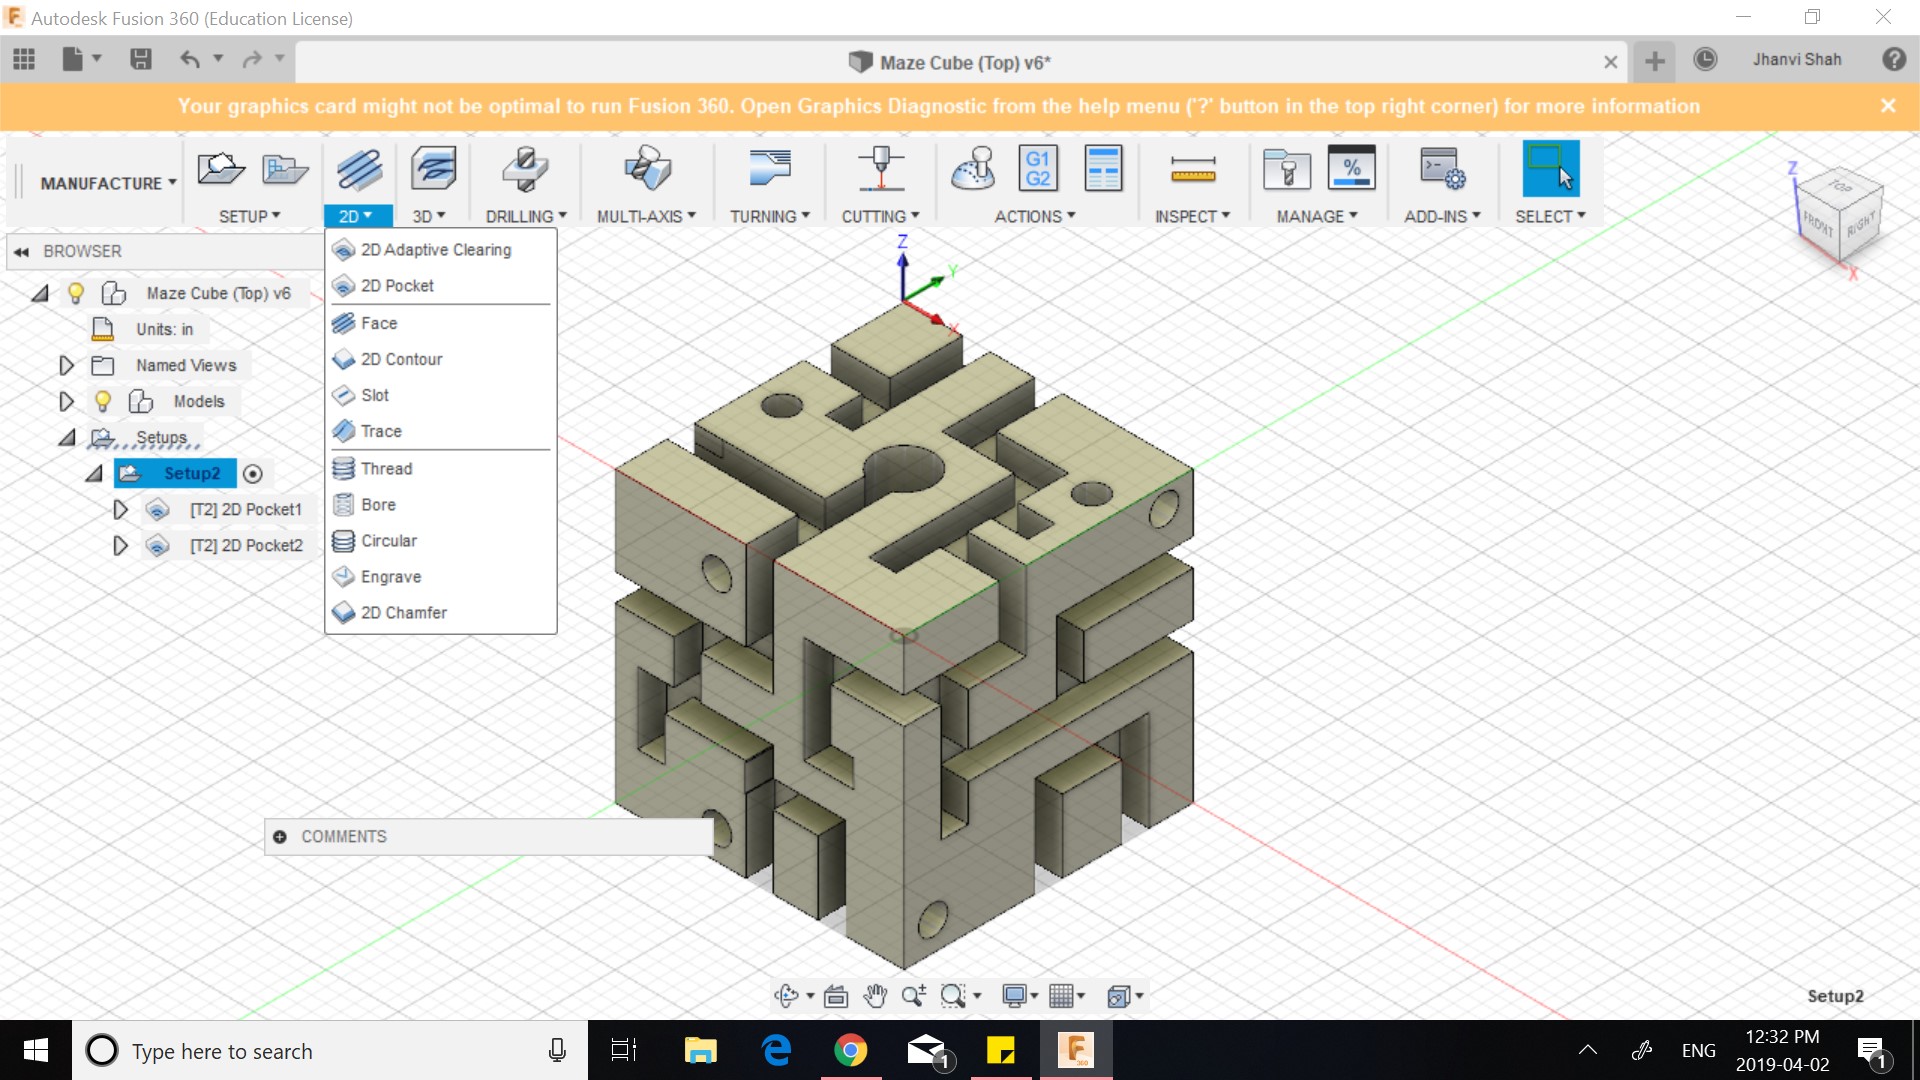 Autodesk Fusion 360 (Education License)
Maze Cube (Top) v6*
Jhanvi Shah
Your graphics card might not be optimal to run Fusion 360. Open Graphics Diagnostic from the help menu ('?' button in the top right corner) for more information
MANUFACTURE
G1
G2
%
SETUP
2D
3D
DRILLING
MULTI-AXIS
TURNING
CUTTING
ACTIONS
INSPECT
MANAGE
ADD-INS
SELECT
Z
TOP
FRONT
RIGHT
X
BROWSER
Maze Cube (Top) v6
Units: in
Named Views
Models
Setups
Setup2
[T2] 2D Pocket1
[T2] 2D Pocket2
2D Adaptive Clearing
2D Pocket
Face
2D Contour
Slot
Trace
Thread
Bore
Circular
Engrave
2D Chamfer
Z
Y
X
COMMENTS
Setup2
Type here to search
1
F
360
ENG
12:32 PM
2019-04-02
1